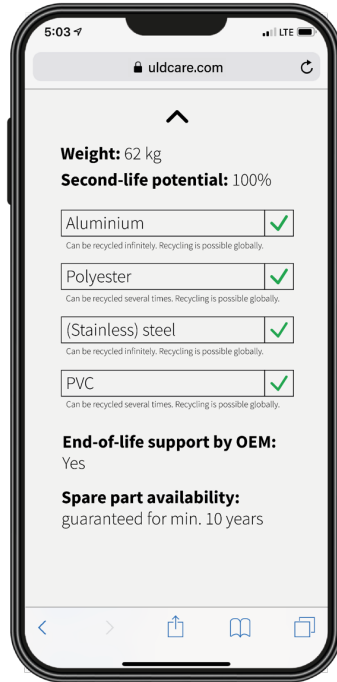 5:03
LTE
uldcare.com
Weight: 62 kg
Second-life potential: 100%
Aluminium
Can be recycled infinitely. Recycling is possible globally.
Polyester
Can be recycled several times. Recycling is possible globally.
(Stainless) steel
Can be recycled infinitely. Recycling is possible globally.
PVC
Can be recycled several times. Recycling is possible globally.
End-of-life support by OEM:
Yes
Spare part availability:
guaranteed for min. 10 years